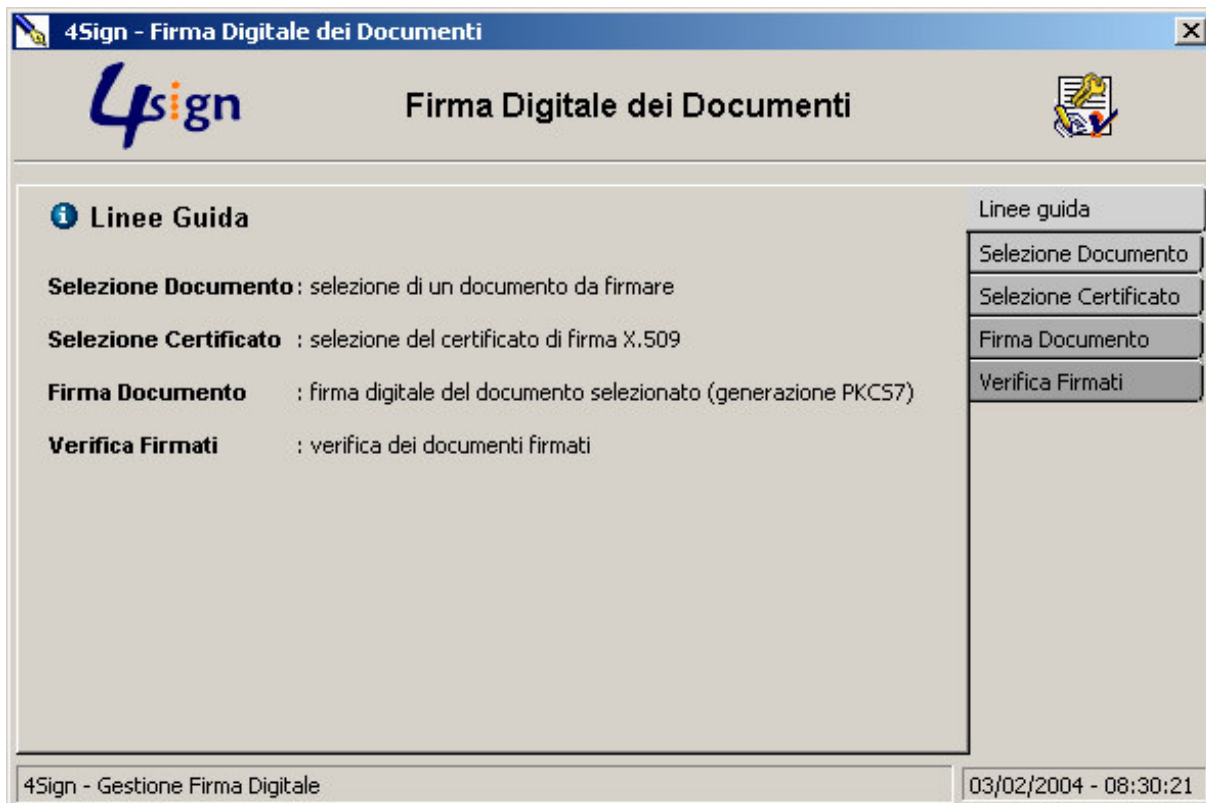 4Sign - Firma Digitale dei Documenti
4sign
Firma Digitale dei Documenti
Linee Guida
Selezione Documento : selezione di un documento da firmare
Selezione Certificato : selezione del certificato di firma X.509
Firma Documento : firma digitale del documento selezionato (generazione PKCS7)
Verifica Firmati : verifica dei documenti firmati
Linee guida
Selezione Documento
Selezione Certificato
Firma Documento
Verifica Firmati
4Sign - Gestione Firma Digitale
03/02/2004 - 08:30:21